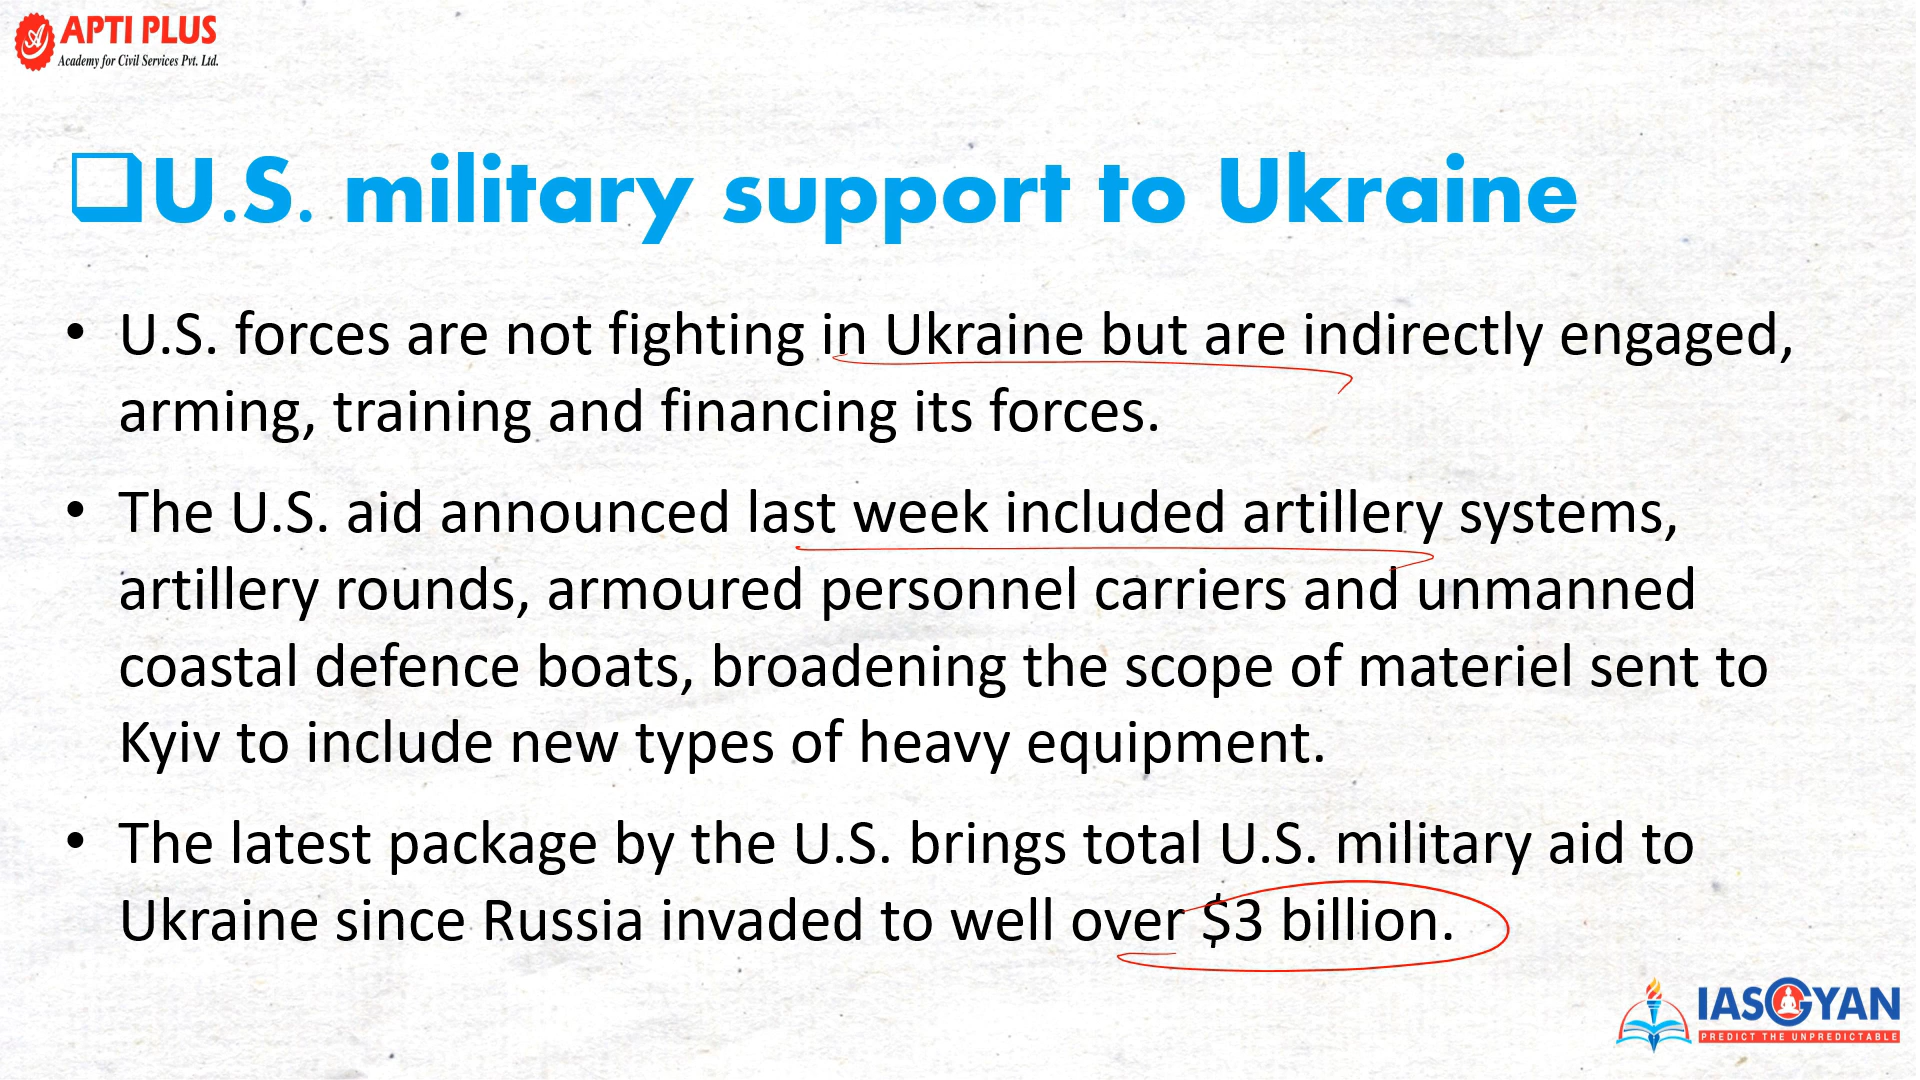 APTI PLUS
Academy for Civil Services Pvt. Ltd.
❑U.S. military support to Ukraine
• U.S. forces are not fighting in Ukraine but are indirectly engaged,
arming, training and financing its forces.
• The U.S. aid announced last week included artillery systems,
artillery rounds, armoured personnel carriers and unmanned
coastal defence boats, broadening the scope of materiel sent to
Kyiv to include new types of heavy equipment.
• The latest package by the U.S. brings total U.S. military aid to
Ukraine since Russia invaded to well over $3 billion.
IASGYAN
PREDICT THE UNPREDICTABLE